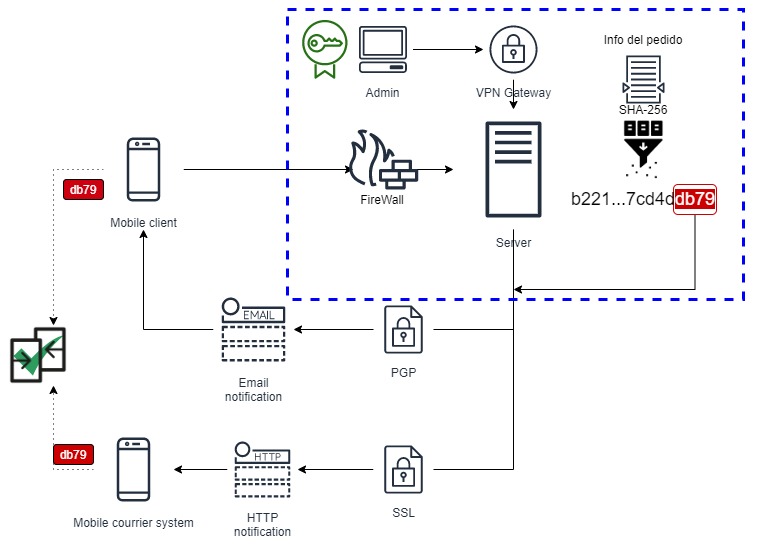 Info del pedido
Admin
VPN Gateway
SHA-256
db79
FireWall
b221...7cd4ddb79
Mobile client
Server
EMAIL
PGP
Email
notification
db79
HTTP
Mobile courrier system
HTTP
notification
SSL